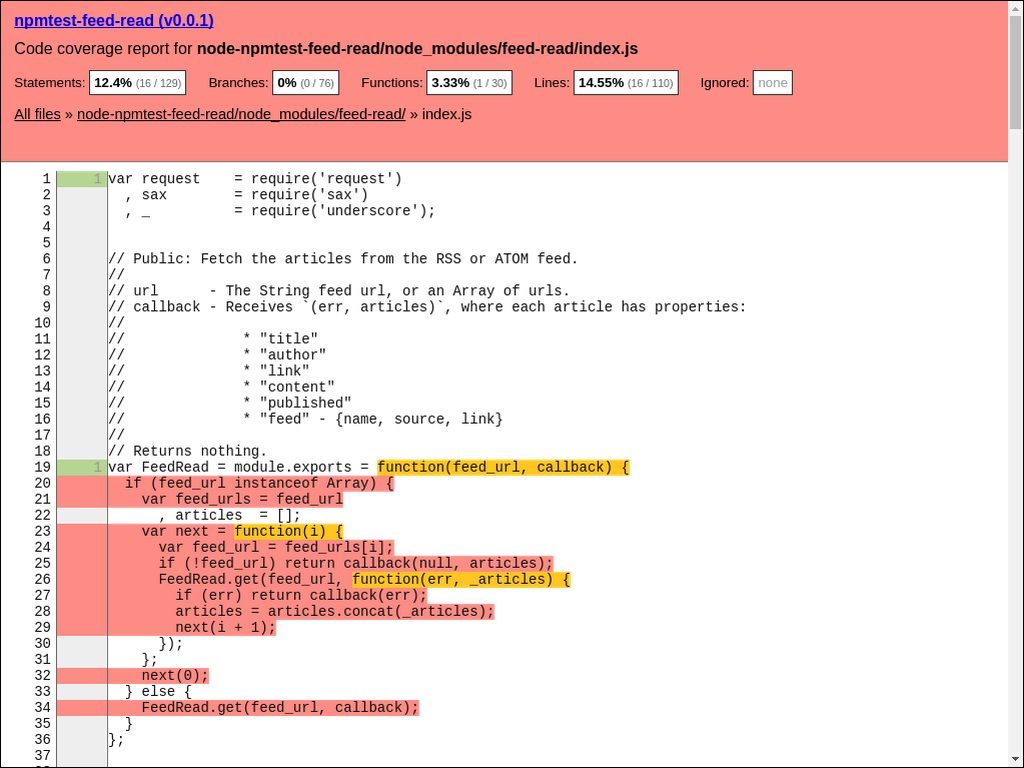 npmtest-feed-read (v0.0.1)
Code coverage report for node-npmtest-feed-read/node_modules/feed-read/index.js
Statements: 12.4% (16 / 129) Branches: 0% (0 / 76) Functions: 3.33% (1 / 30) Lines: 14.55% (16 / 110) Ignored: none
All files » node-npmtest-feed-read/node_modules/feed-read/ » index.js
1 1 var request    = require('request')
2   , sax        = require('sax')
3   , _          = require('underscore');
4
5
6 // Public: Fetch the articles from the RSS or ATOM feed.
7 //
8 // url      - The String feed url, or an Array of urls.
9 // callback - Receives `(err, articles)`, where each article has properties:
10 //
11 //              * "title"
12 //              * "author"
13 //              * "link"
14 //              * "content"
15 //              * "published"
16 //              * "feed" - {name, source, link}
17 //
18 // Returns nothing.
19 1 var FeedRead = module.exports = function(feed_url, callback) {
20   if (feed_url instanceof Array) {
21     var feed_urls = feed_url
22       , articles  = [];
23     var next = function(i) {
24       var feed_url = feed_urls[i];
25       if (!feed_url) return callback(null, articles);
26       FeedRead.get(feed_url, function(err, _articles) {
27         if (err) return callback(err);
28         articles = articles.concat(_articles);
29         next(i + 1);
30       });
31     };
32     next(0);
33   } else {
34     FeedRead.get(feed_url, callback);
35   }
36 };
37